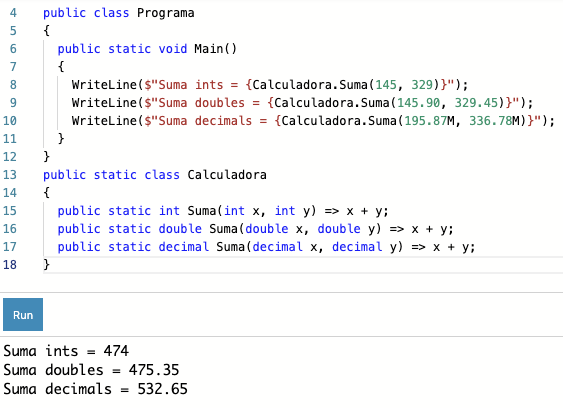 4 public class Programa
5 {
6 public static void Main()
7 {
8 WriteLine($"Suma ints = {Calculadora.Suma(145, 329)}");
9 WriteLine($"Suma doubles = {Calculadora.Suma(145.90, 329.45)}");
10 WriteLine($"Suma decimals = {Calculadora.Suma(195.87M, 336.78M)}");
11 }
12 }
13 public static class Calculadora
14 {
15 public static int Suma(int x, int y) => x + y;
16 public static double Suma(double x, double y) => x + y;
17 public static decimal Suma(decimal x, decimal y) => x + y;
18 }
Run
Suma ints = 474
Suma doubles = 475.35
Suma decimals = 532.65